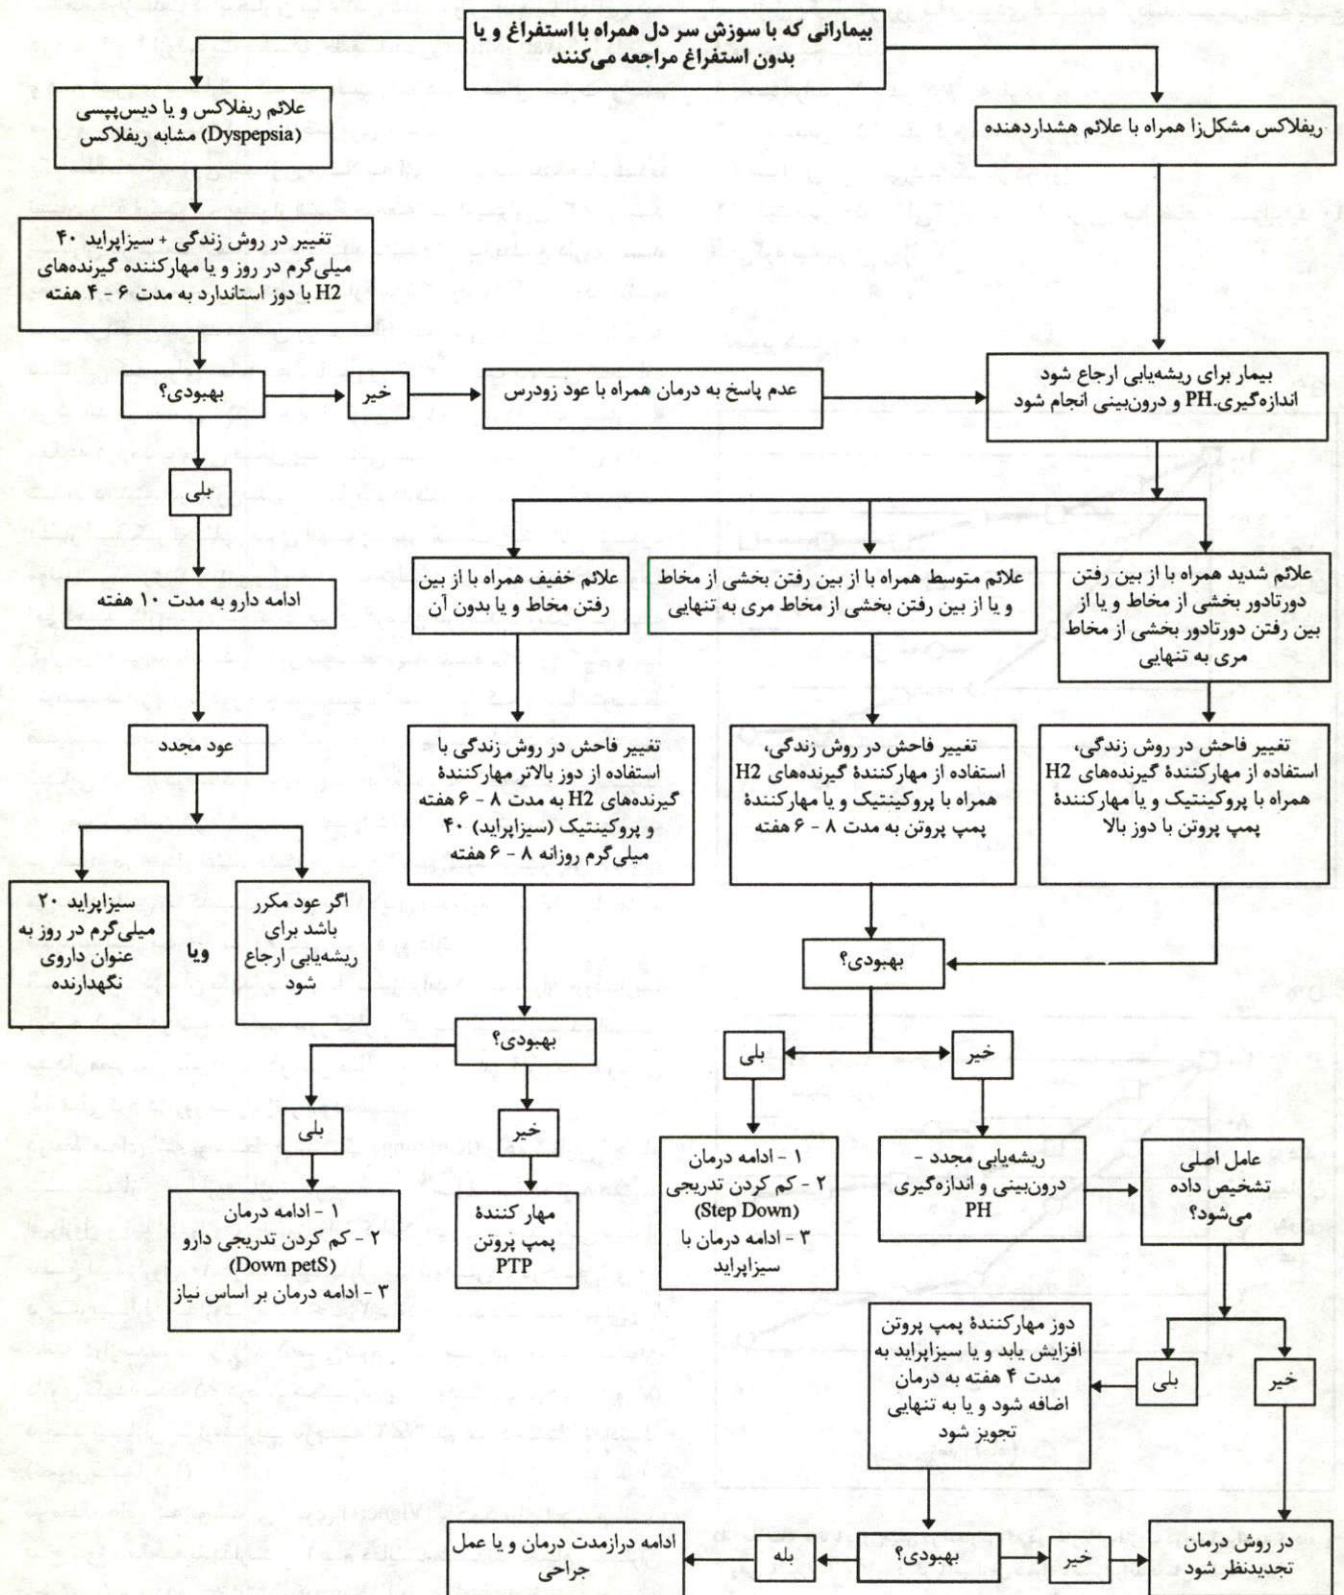 بیمارانی که با سوزش سر دل همراه با استفراغ و یا
بدون استفراغ مراجعه می‌کنند
علائم ریفلاکس و یا دیس‌پپسی
(Dyspepsia) مشابه ریفلاکس
ریفلاکس مشکل‌زا همراه با علائم هشداردهنده
تغییر در روش زندگی + سیزاپراید ۴۰
میلی‌گرم در روز و یا مهارکننده گیرنده‌های
H2 با دوز استاندارد به مدت ۶ - ۴ هفته
بهبودی؟
خیر
عدم پاسخ به درمان همراه با عود زودرس
بیمار برای ریشه‌یابی ارجاع شود
اندازه‌گیری.PH و درون‌بینی انجام شود
بلی
ادامه دارو به مدت ۱۰ هفته
عود مجدد
اگر عود مکرر
باشد برای
ریشه‌یابی ارجاع
شود
ویا
سیزاپراید ۲۰
میلی‌گرم در روز به
عنوان داروی
نگهدارنده
علائم شدید همراه با از بین رفتن
دورتادور بخشی از مخاط و یا از
بین رفتن دورتادور بخشی از مخاط
مری به تنهایی
علائم متوسط همراه با از بین رفتن بخشی از مخاط
و یا از بین رفتن بخشی از مخاط مری به تنهایی
علائم خفیف همراه با از بین
رفتن مخاط و یا بدون آن
تغییر فاحش در روش زندگی،
استفاده از مهارکنندهٔ گیرنده‌های H2
همراه با پروکینتیک و یا مهارکنندهٔ
پمپ پروتن با دوز بالا
تغییر فاحش در روش زندگی،
استفاده از مهارکنندهٔ گیرنده‌های H2
همراه با پروکینتیک و یا مهارکنندهٔ
پمپ پروتن به مدت ۸ - ۶ هفته
تغییر فاحش در روش زندگی با
استفاده از دوز بالاتر مهارکنندهٔ
گیرنده‌های H2 به مدت ۸ - ۶ هفته
و پروکینتیک (سیزاپراید) ۴۰
میلی‌گرم روزانه ۸ - ۶ هفته
بهبودی؟
بلی
خیر
۱ - ادامه درمان
۲ - کم کردن تدریجی
(Step Down)
۳ - ادامه درمان با
سیزاپراید
ریشه‌یابی مجدد -
درون‌بینی و اندازه‌گیری
PH
عامل اصلی
تشخیص داده
می‌شود؟
بهبودی؟
بلی
خیر
۱ - ادامه درمان
۲ - کم کردن تدریجی دارو
(Down petS)
۳ - ادامه درمان بر اساس نیاز
مهار کنندهٔ
پمپ پروتن
PTP
خیر
بلی
دوز مهارکنندهٔ پمپ پروتن
افزایش یابد و یا سیزاپراید به
مدت ۴ هفته به درمان
اضافه شود و یا به تنهایی
تجویز شود
بهبودی؟
خیر
در روش درمان
تجدیدنظر شود
بله
ادامه درازمدت درمان و یا عمل
جراحی